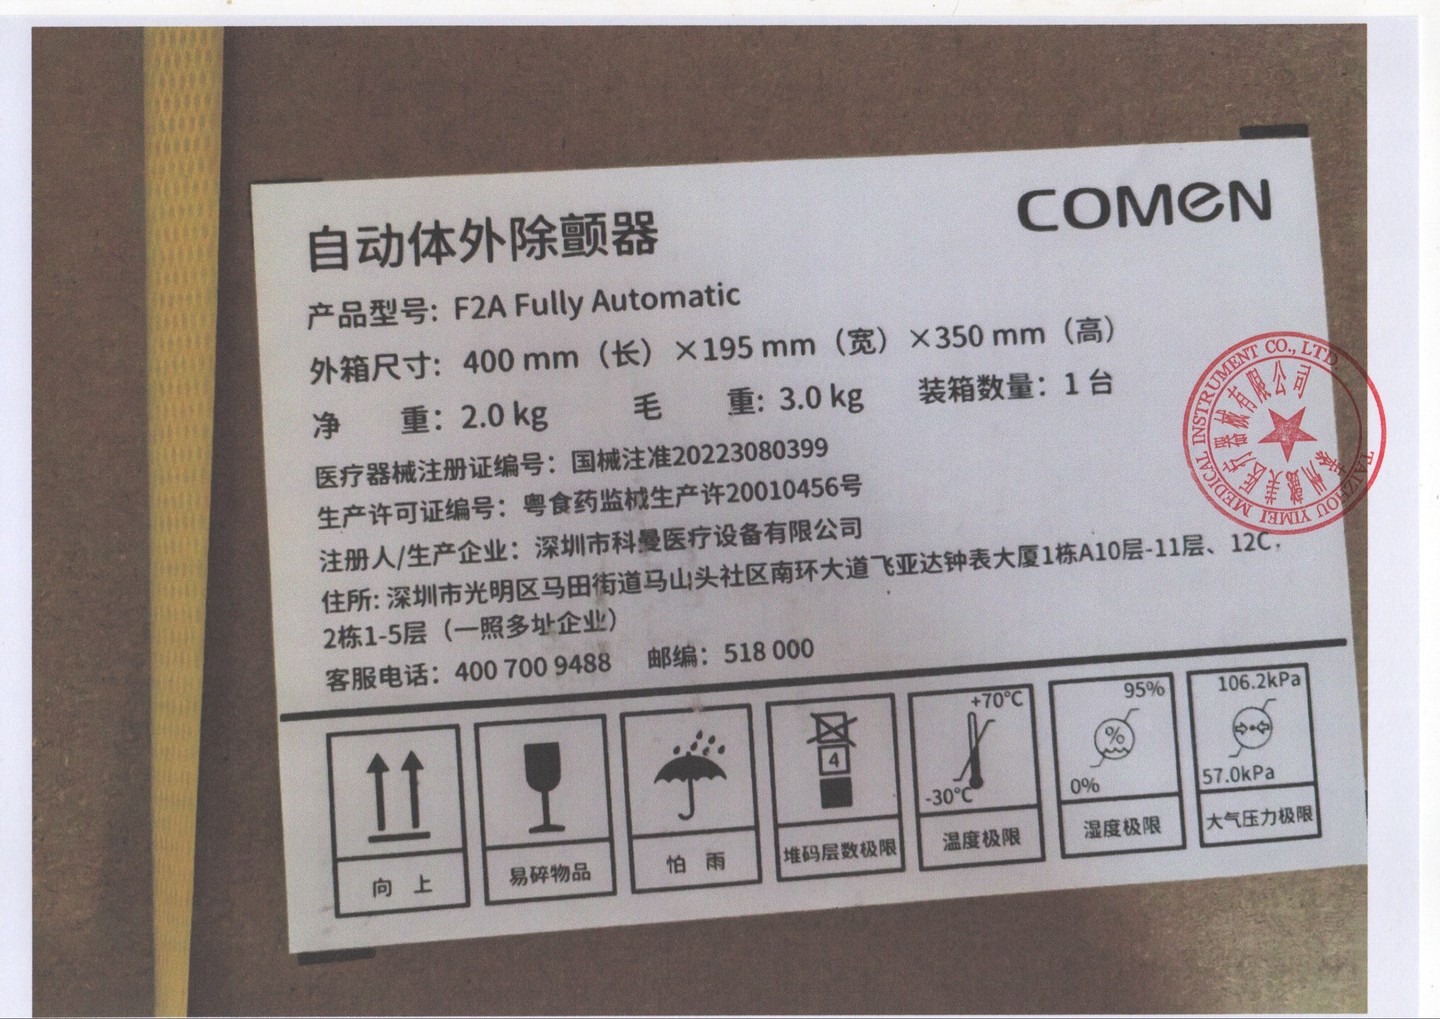 COMEN
自动体外除颤器
产品型号: F2A Fully Automatic
外箱尺寸: 400 mm（长）×195 mm（宽）×350 mm（高）
净 重: 2.0 kg 毛 重: 3.0 kg 装箱数量: 1 台
医疗器械注册证编号: 国械注准20223080399
生产许可证编号: 粤食药监械生产许20010456号
注册人/生产企业: 深圳市科曼医疗设备有限公司
住所: 深圳市光明区马田街道马山头社区南环大道飞亚达钟表大厦1栋A10层-11层、12C,
2栋1-5层（一照多址企业）
客服电话: 400 700 9488 邮编: 518 000
4
+70℃
-30℃
95%
%
0%
106.2kPa
57.0kPa
向 上
易碎物品
怕 雨
堆码层数极限
温度极限
湿度极限
大气压力极限
TAIZHOU YIMEI MEDICAL INSTRUMENT CO., LTD.
医疗器械有限公司